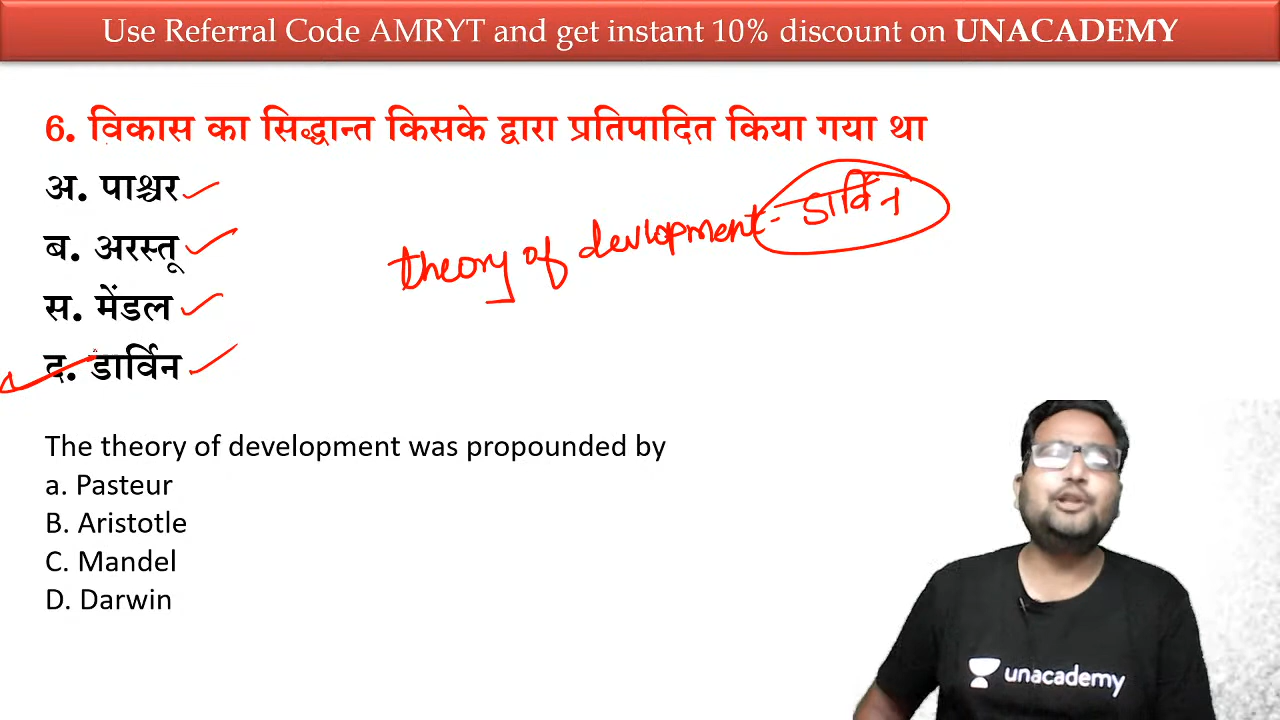 Use Referral Code AMRYT and get instant 10% discount on UNACADEMY
6. विकास का सिद्धान्त किसके द्वारा प्रतिपादित किया गया था
अ. पाश्चर
ब. अरस्तू
स. मेंडल
द. डार्विन
theory of devlopment - डार्विन
The theory of development was propounded by
a. Pasteur
B. Aristotle
C. Mandel
D. Darwin
unacademy